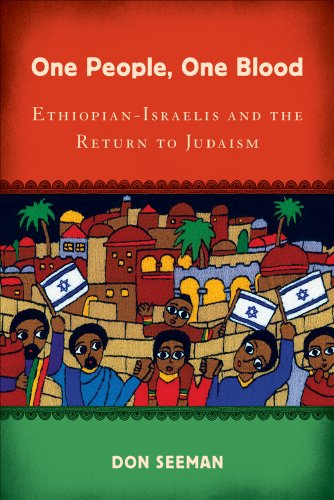 One People, One Blood
Ethiopian-Israelis and the
Return to Judaism
Don Seeman